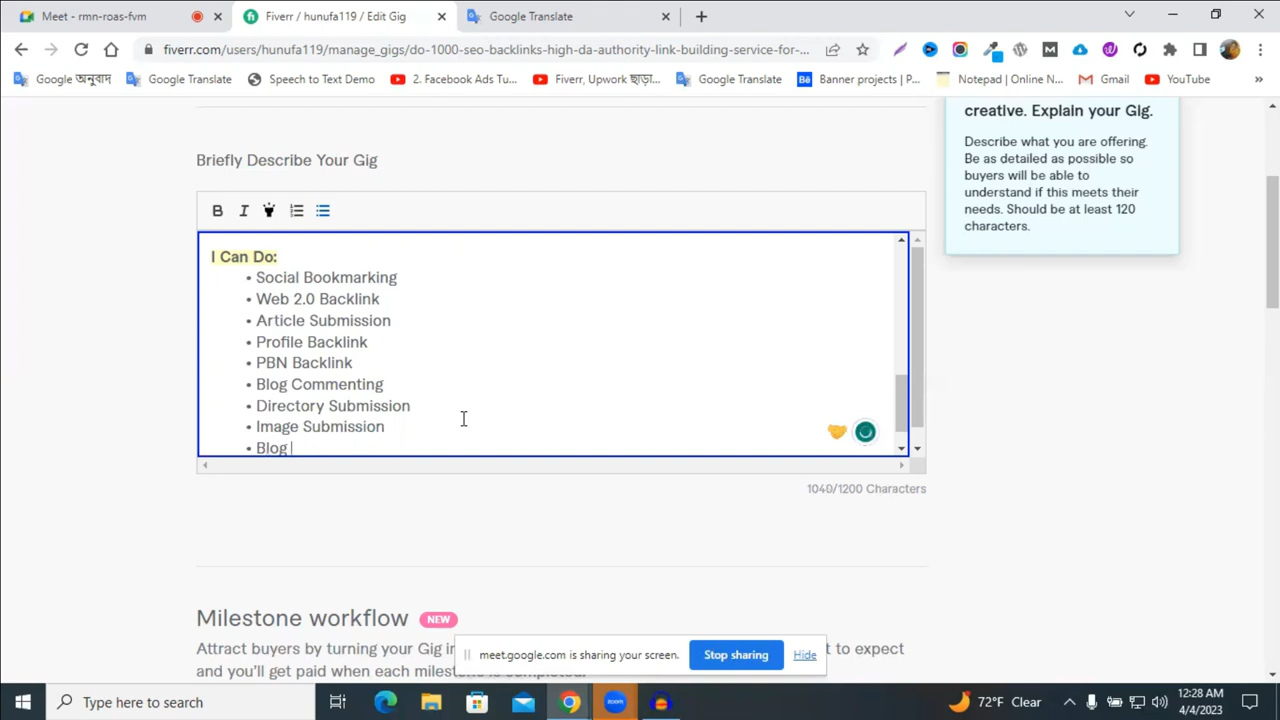 Meet - rmn-roas-fvm
Fiverr / hunufa119 / Edit Gig
Google Translate
fiverr.com/users/hunufa119/manage_gigs/do-1000-seo-backlinks-high-da-authority-link-building-service-for-...
Google অনুবাদ
Google Translate
Speech to Text Demo
2. Facebook Ads Tu...
Fiverr, Upwork ছাড়া...
Google Translate
Banner projects | P...
Notepad | Online N...
Gmail
YouTube
creative. Explain your Gig.
Describe what you are offering.
Be as detailed as possible so
buyers will be able to
understand if this meets their
needs. Should be at least 120
characters.
Briefly Describe Your Gig
B I
I Can Do:
• Social Bookmarking
• Web 2.0 Backlink
• Article Submission
• Profile Backlink
• PBN Backlink
• Blog Commenting
• Directory Submission
• Image Submission
• Blog
1040/1200 Characters
Milestone workflow NEW
Attract buyers by turning your Gig in
t to expect
and you'll get paid when each milestone is completed.
meet.google.com is sharing your screen.
Stop sharing
Hide
Type here to search
72°F Clear
12:28 AM
4/4/2023